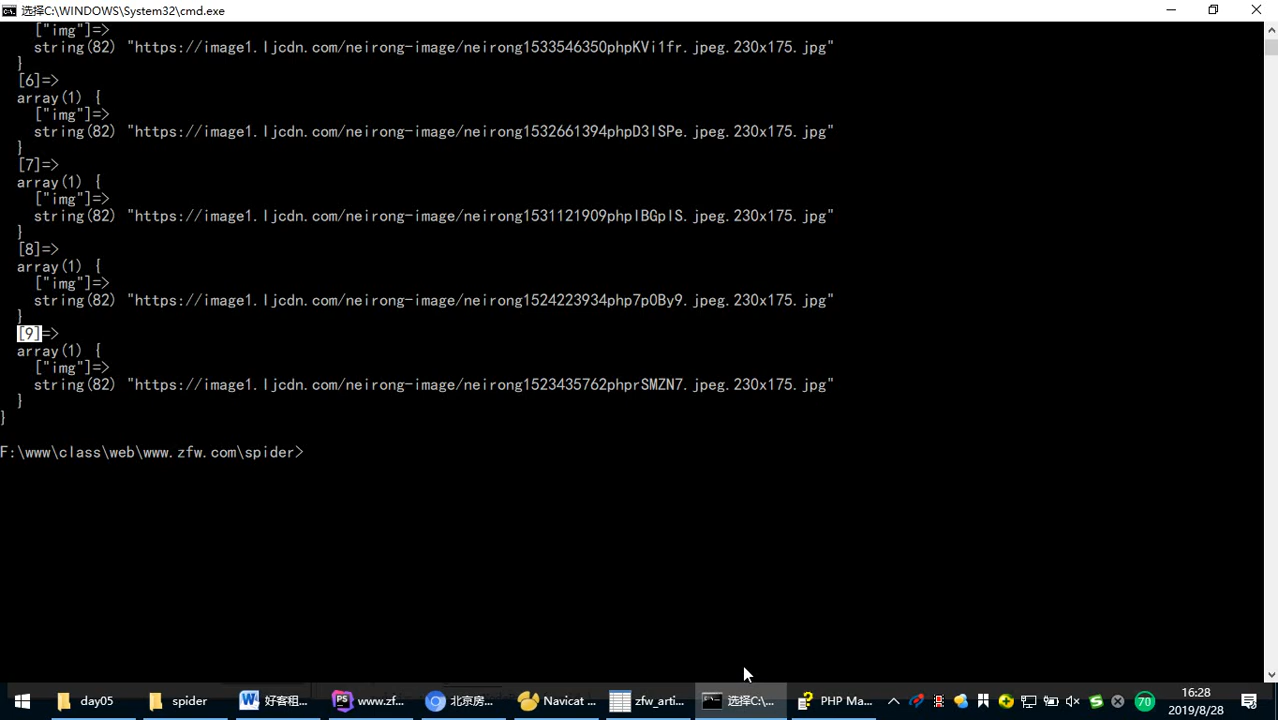 选择C:\WINDOWS\System32\cmd.exe
["img"]=>
string(82) "https://image1.ljcdn.com/neirong-image/neirong1533546350phpKVi1fr.jpeg.230x175.jpg"
}
[6]=>
array(1) {
["img"]=>
string(82) "https://image1.ljcdn.com/neirong-image/neirong1532661394phpD3lSPe.jpeg.230x175.jpg"
}
[7]=>
array(1) {
["img"]=>
string(82) "https://image1.ljcdn.com/neirong-image/neirong1531121909phplBGplS.jpeg.230x175.jpg"
}
[8]=>
array(1) {
["img"]=>
string(82) "https://image1.ljcdn.com/neirong-image/neirong1524223934php7p0By9.jpeg.230x175.jpg"
}
[9]=>
array(1) {
["img"]=>
string(82) "https://image1.ljcdn.com/neirong-image/neirong1523435762phprSMZN7.jpeg.230x175.jpg"
}
}
F:\www\class\web\www.zfw.com\spider>
day05 spider 好客租... www.zf... 北京房... Navicat ... zfw_arti... 选择C:\... PHP Ma... 70 16:28
2019/8/28